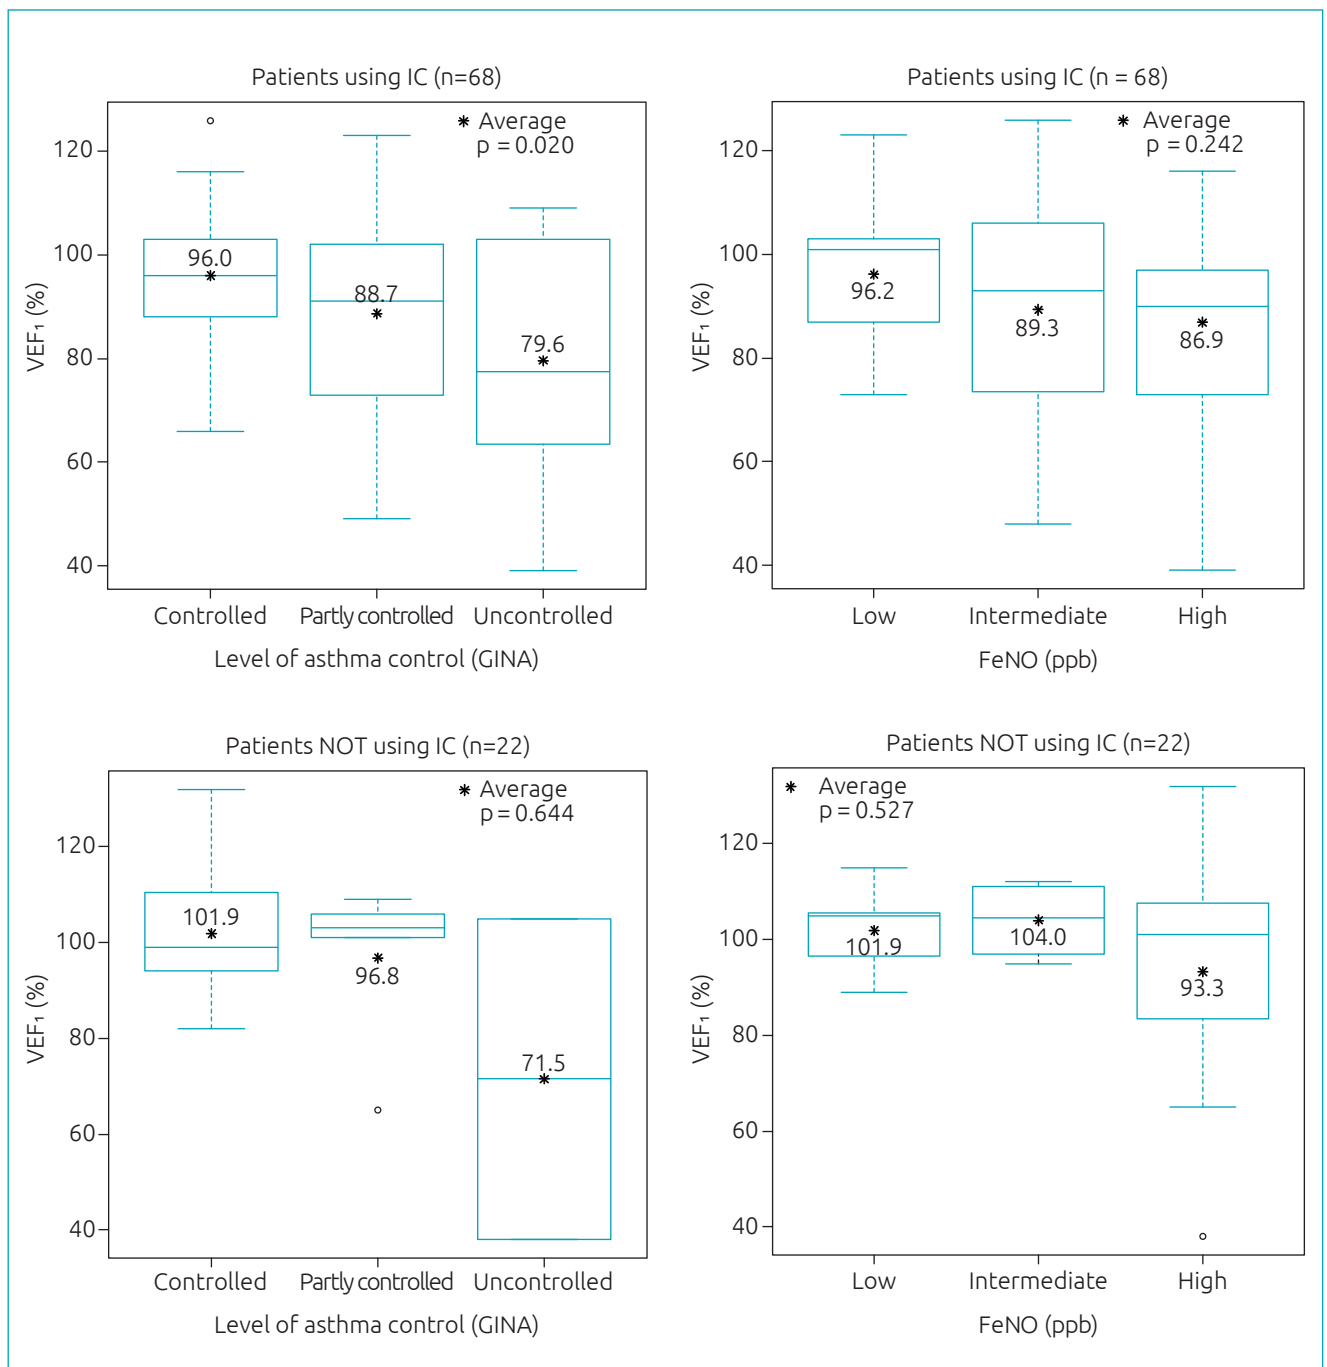 Patients using IC (n=68)
* Average
p = 0.020
120
100
80
60
40
VEF₁ (%)
96.0
88.7
79.6
Controlled
Partly controlled
Uncontrolled
Level of asthma control (GINA)
Patients using IC (n = 68)
* Average
p = 0.242
120
100
80
60
40
VEF₁ (%)
96.2
89.3
86.9
Low
Intermediate
High
FeNO (ppb)
Patients NOT using IC (n=22)
* Average
p = 0.644
120
100
80
60
40
VEF₁ (%)
101.9
96.8
71.5
Controlled
Partly controlled
Uncontrolled
Level of asthma control (GINA)
Patients NOT using IC (n=22)
* Average
p = 0.527
120
100
80
60
40
VEF₁ (%)
101.9
104.0
93.3
Low
Intermediate
High
FeNO (ppb)